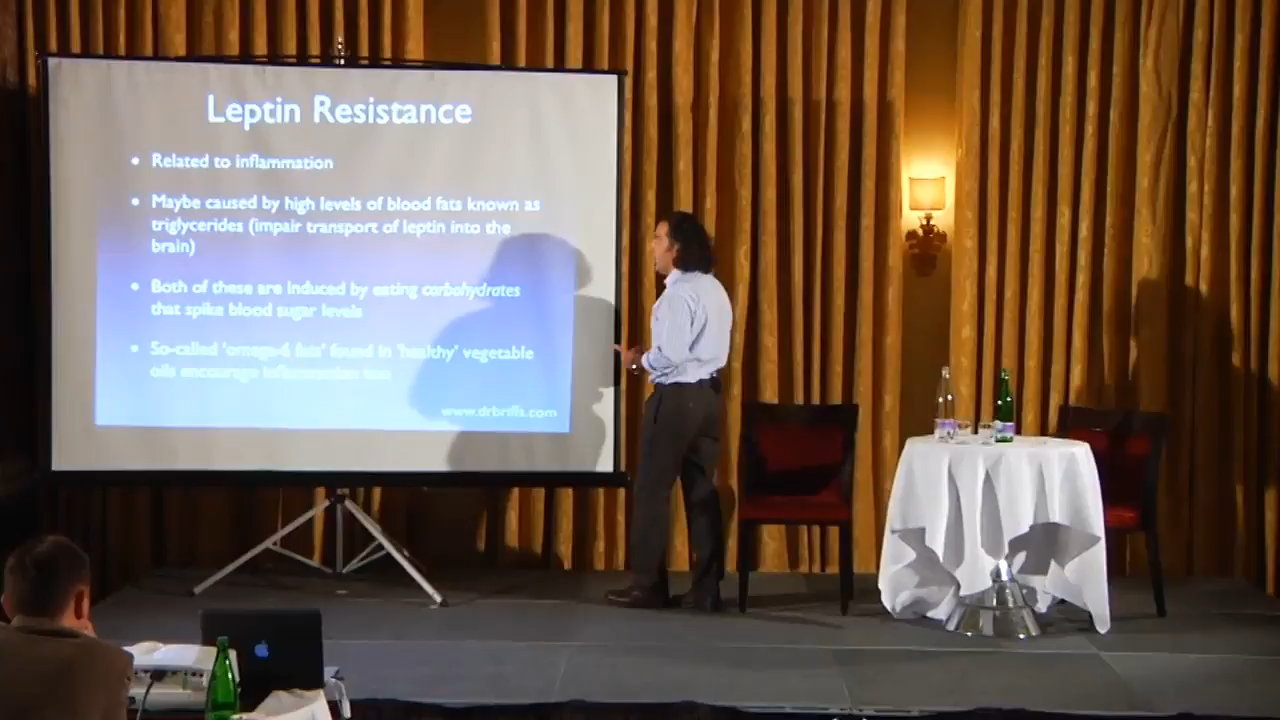 Leptin Resistance
• Related to inflammation
• Maybe caused by high levels of blood fats known as
triglycerides (impair transport of leptin into the
brain)
• Both of these are induced by eating carbohydrates
that spike blood sugar levels
• So-called 'omega-6 fats' found in 'healthy' vegetable
oils encourage inflammation too
www.drbriffa.com